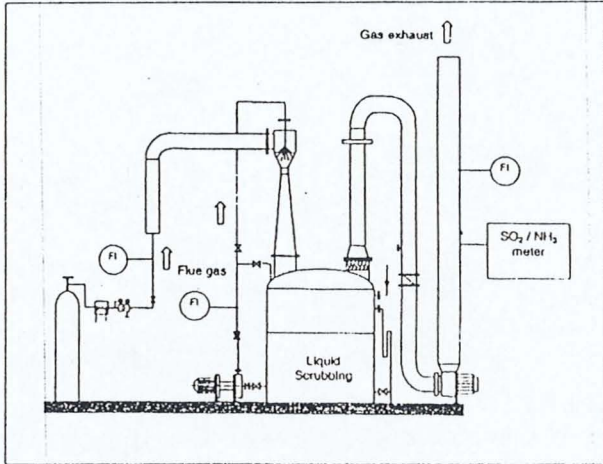 Gas exhaust
FI
SO₂ / NH₃
meter
FI
Flue gas
FI
Liquid
Scrubbing